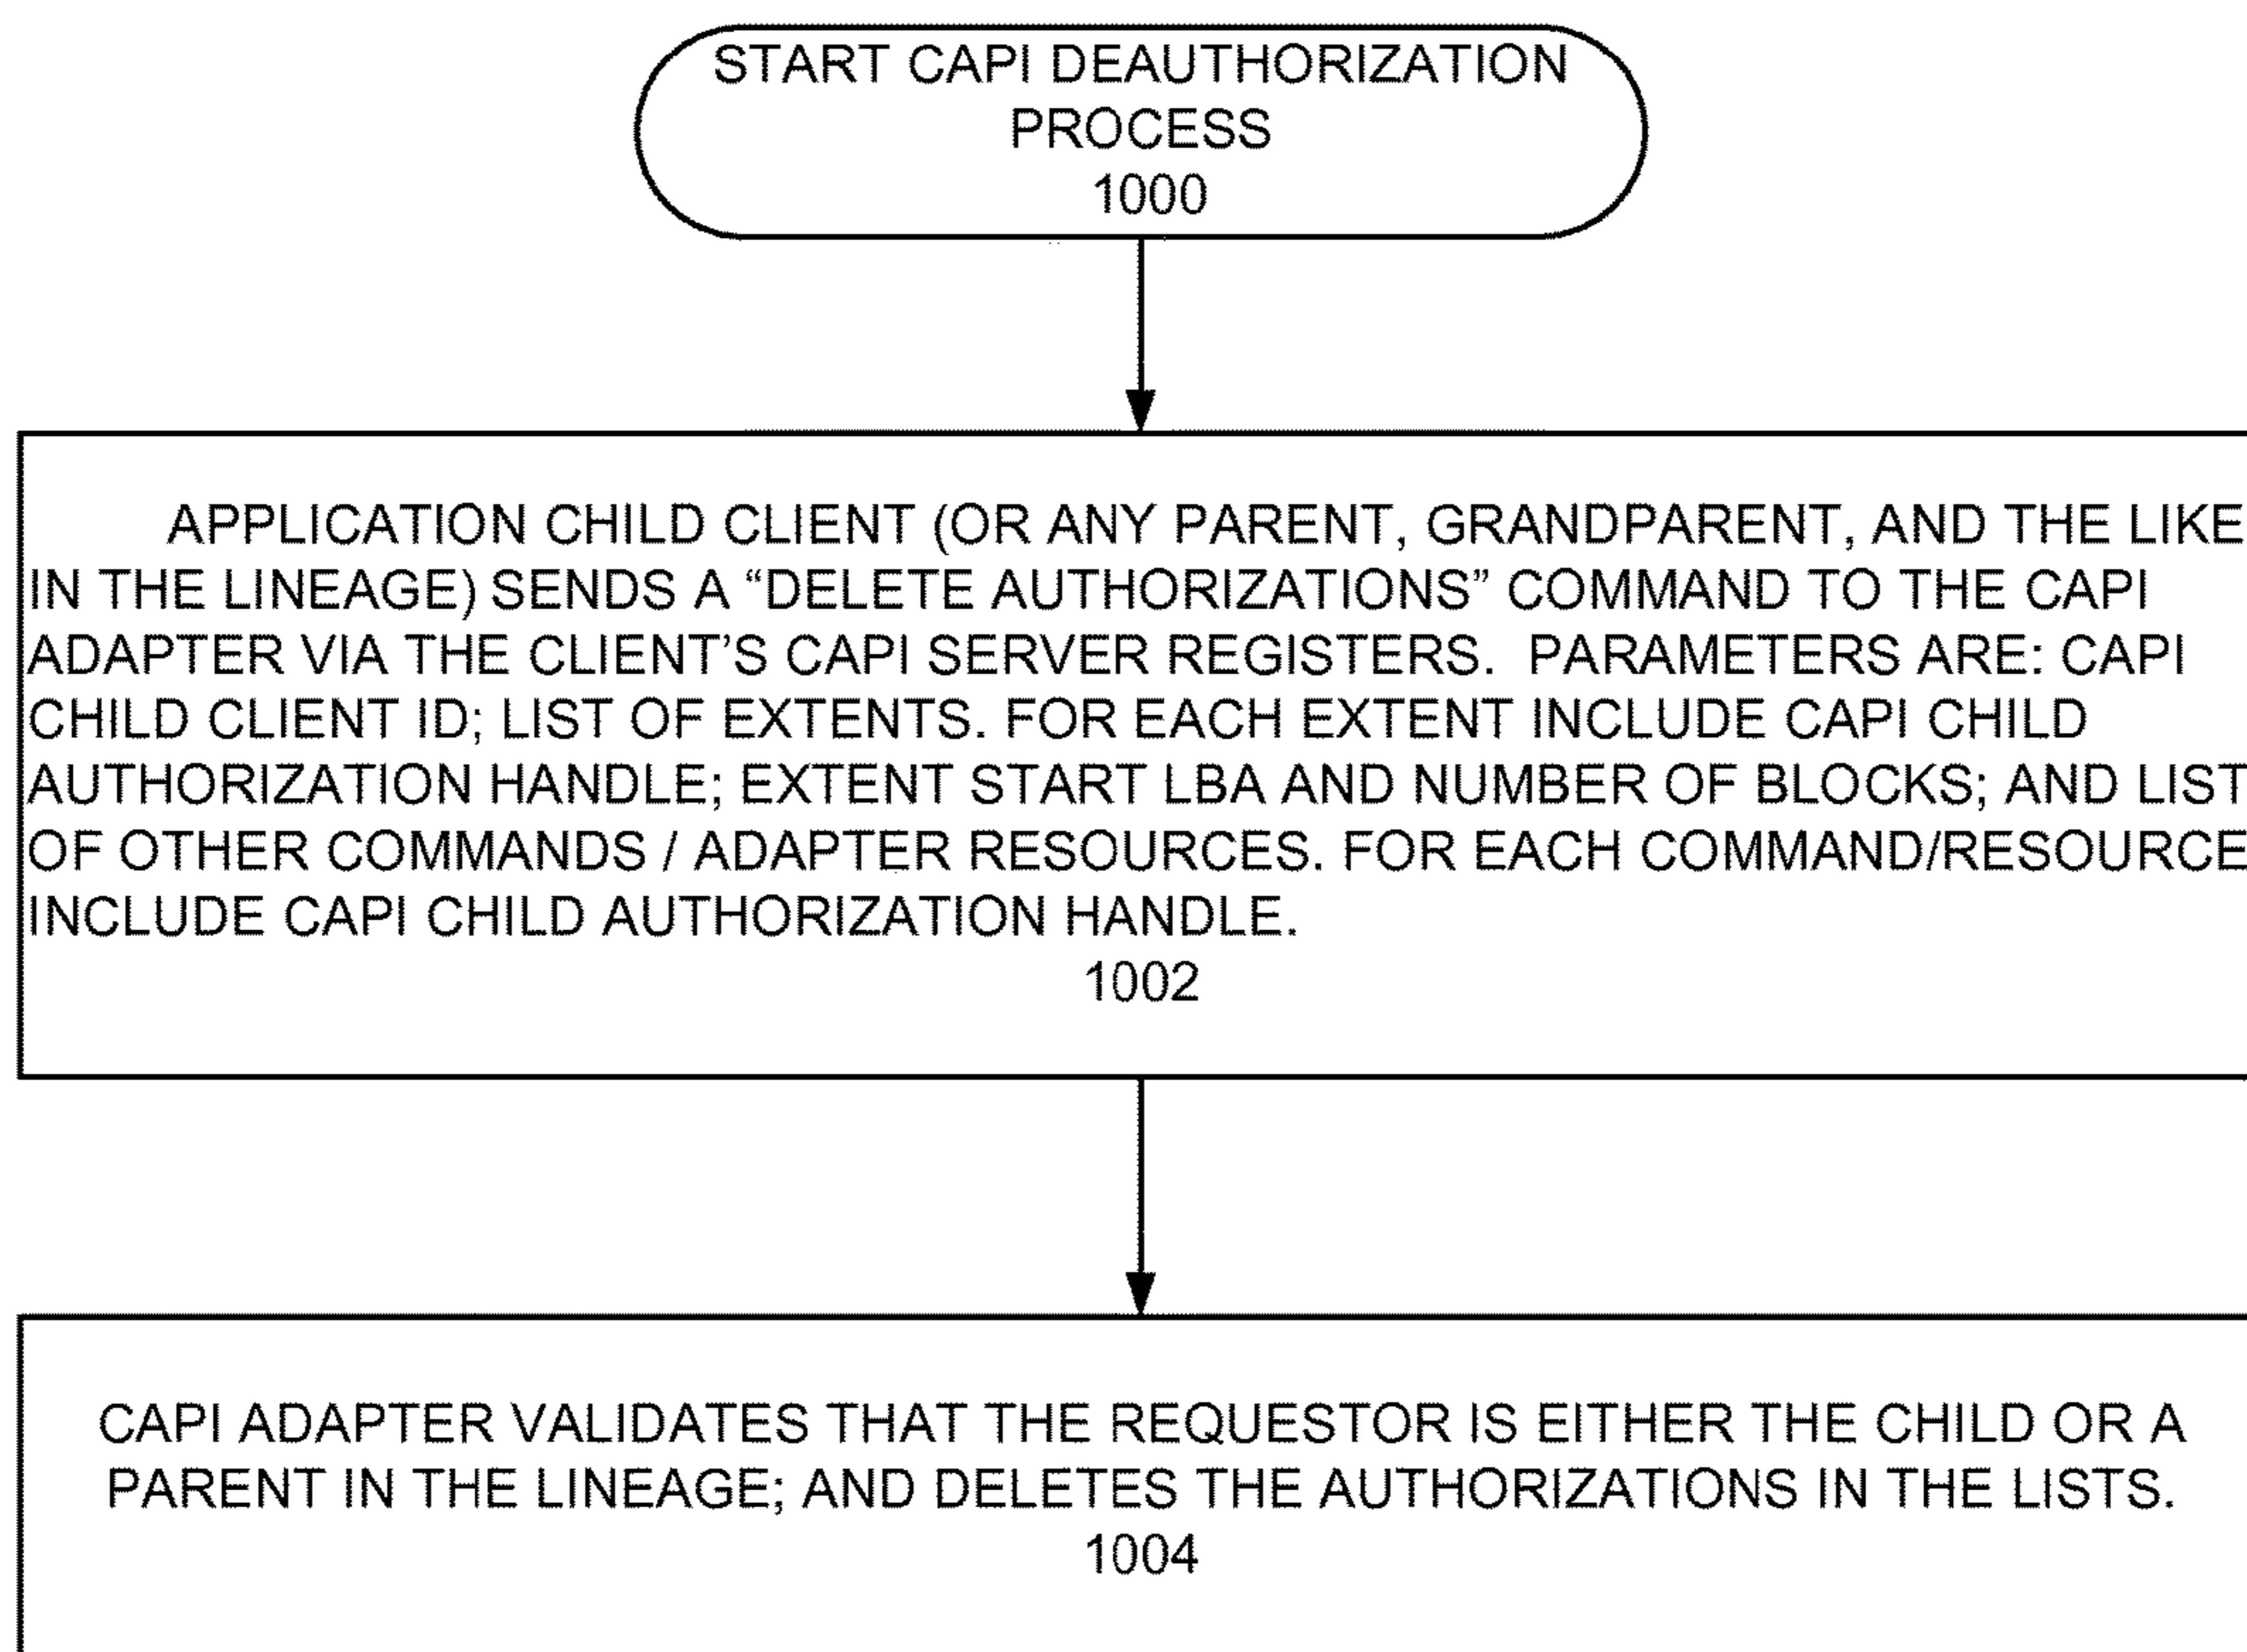 START CAPI DEAUTHORIZATION
PROCESS
1000
APPLICATION CHILD CLIENT (OR ANY PARENT, GRANDPARENT, AND THE LIKE
IN THE LINEAGE) SENDS A “DELETE AUTHORIZATIONS” COMMAND TO THE CAPI
ADAPTER VIA THE CLIENT’S CAPI SERVER REGISTERS. PARAMETERS ARE: CAPI
CHILD CLIENT ID; LIST OF EXTENTS. FOR EACH EXTENT INCLUDE CAPI CHILD
AUTHORIZATION HANDLE; EXTENT START LBA AND NUMBER OF BLOCKS; AND LIST
OF OTHER COMMANDS / ADAPTER RESOURCES. FOR EACH COMMAND/RESOURCE
INCLUDE CAPI CHILD AUTHORIZATION HANDLE.
1002
CAPI ADAPTER VALIDATES THAT THE REQUESTOR IS EITHER THE CHILD OR A
PARENT IN THE LINEAGE; AND DELETES THE AUTHORIZATIONS IN THE LISTS.
1004